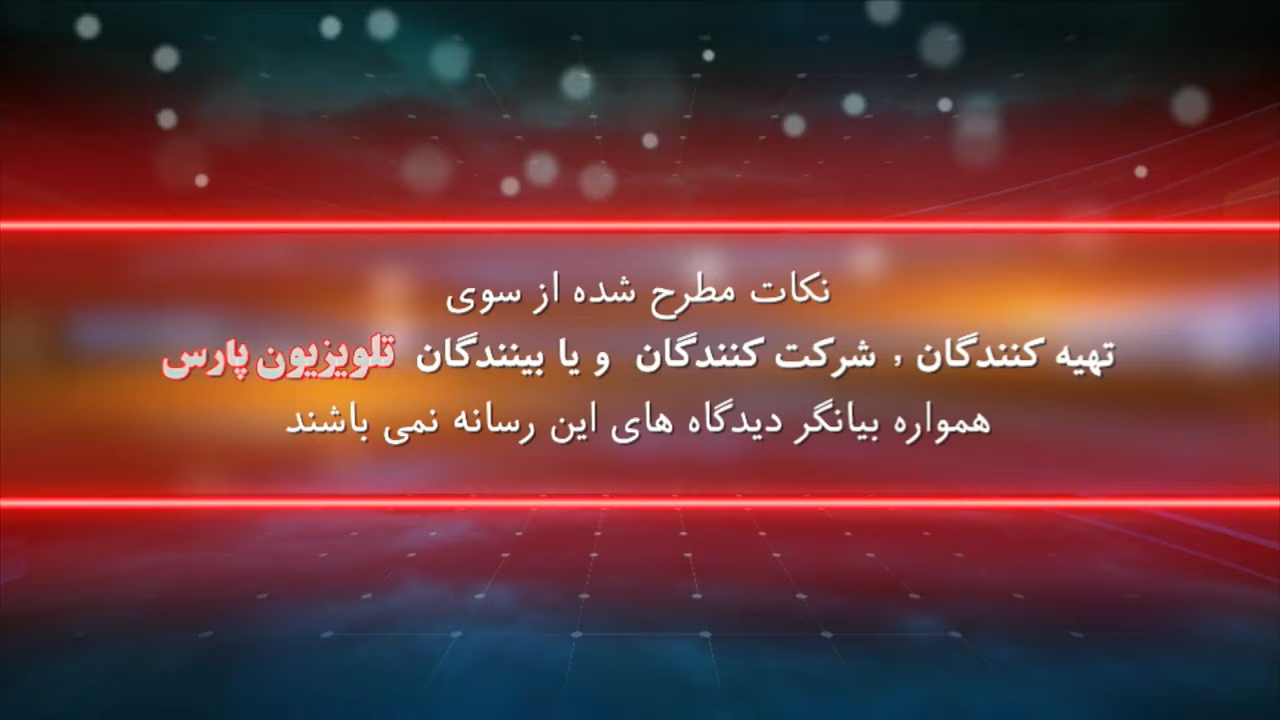 نکات مطرح شده از سوی
تهیه کنندگان , شرکت کنندگان و یا بینندگان تلویزیون پارس
همواره بیانگر دیدگاه های این رسانه نمی باشند